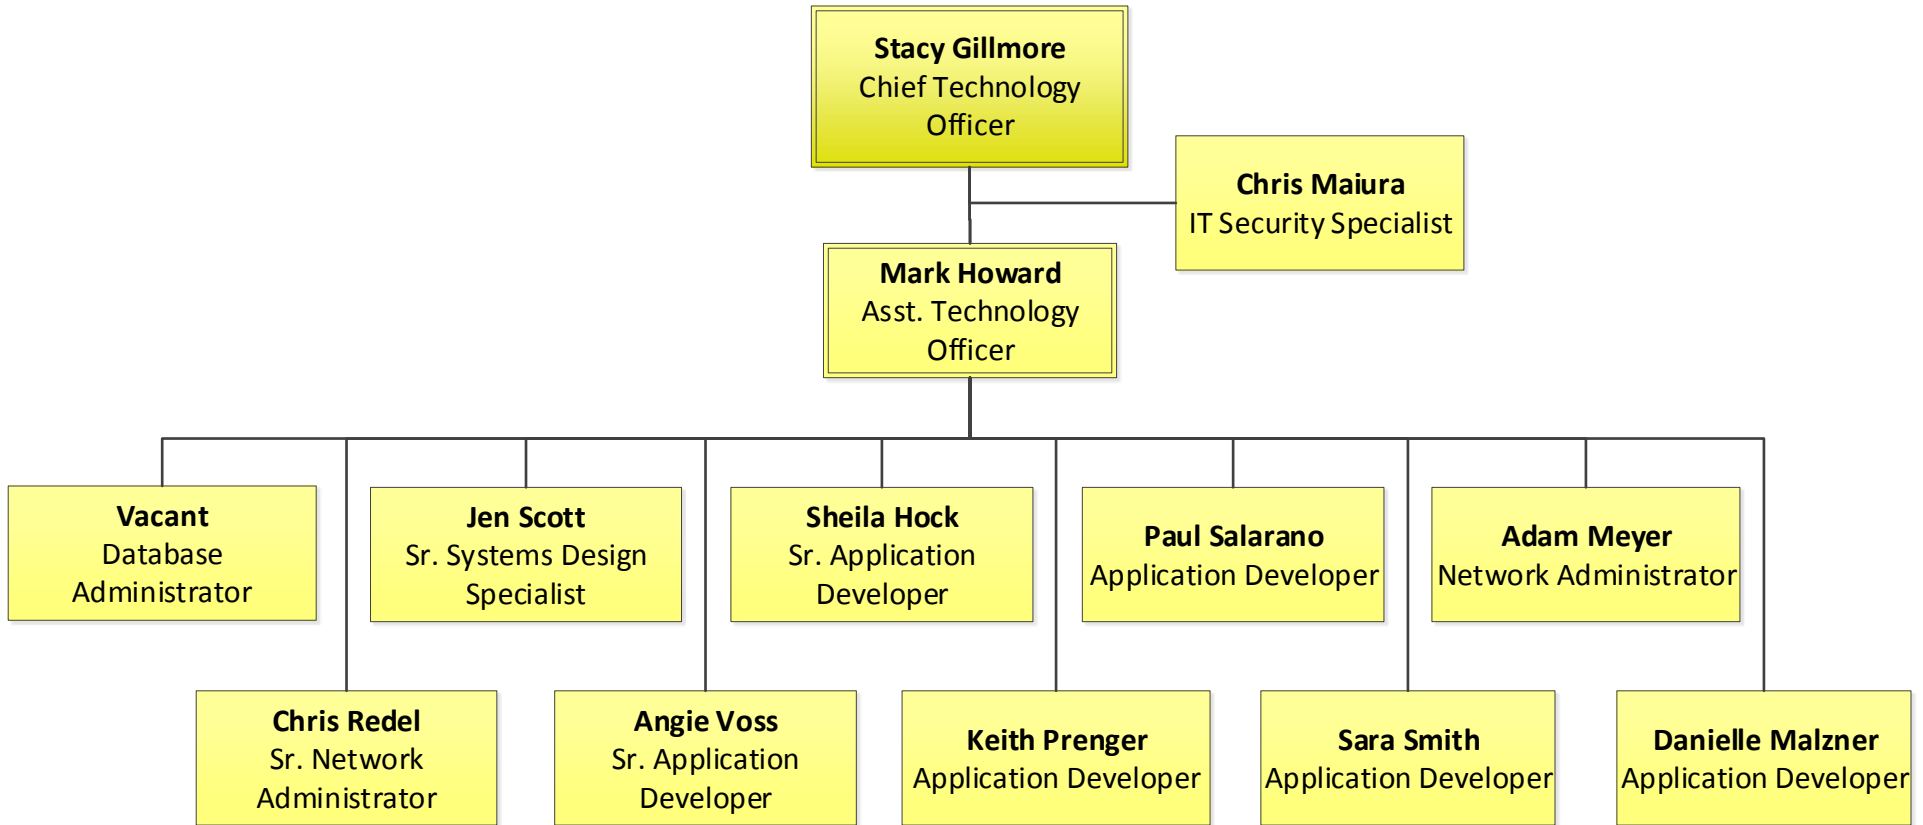 Stacy Gillmore
Chief Technology
Officer
Chris Maiura
IT Security Specialist
Mark Howard
Asst. Technology
Officer
Vacant
Database
Administrator
Jen Scott
Sr. Systems Design
Specialist
Sheila Hock
Sr. Application
Developer
Paul Salarano
Application Developer
Adam Meyer
Network Administrator
Chris Redel
Sr. Network
Administrator
Angie Voss
Sr. Application
Developer
Keith Prenger
Application Developer
Sara Smith
Application Developer
Danielle Malzner
Application Developer